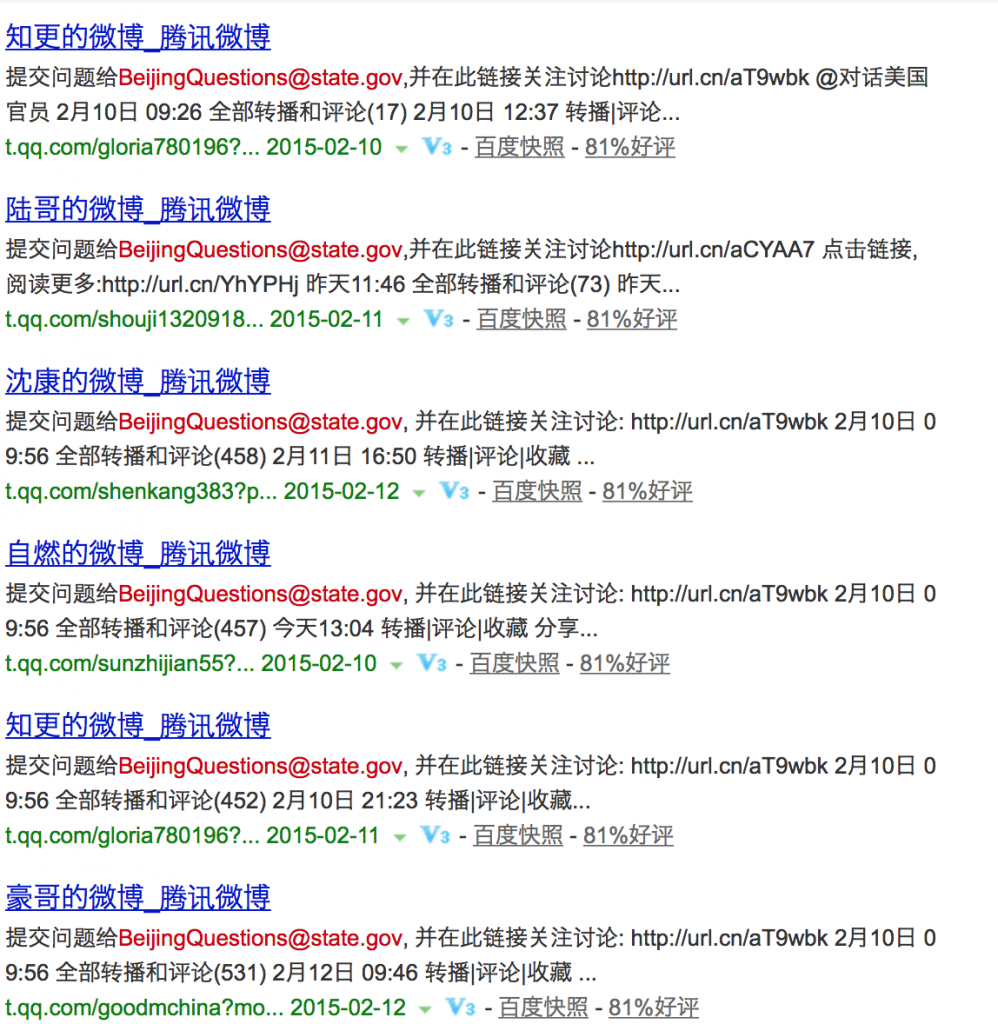 知更的微博_腾讯微博
提交问题给BeijingQuestions@state.gov,并在此链接关注讨论http://url.cn/aT9wbk @对话美国
官员 2月10日 09:26 全部转播和评论(17) 2月10日 12:37 转播|评论...
t.qq.com/gloria780196?... 2015-02-10 V3 - 百度快照 - 81%好评
陆哥的微博_腾讯微博
提交问题给BeijingQuestions@state.gov,并在此链接关注讨论http://url.cn/aCYAA7 点击链接,
阅读更多:http://url.cn/YhYPHj 昨天11:46 全部转播和评论(73) 昨天...
t.qq.com/shouji1320918... 2015-02-11 V3 - 百度快照 - 81%好评
沈康的微博_腾讯微博
提交问题给BeijingQuestions@state.gov, 并在此链接关注讨论: http://url.cn/aT9wbk 2月10日 0
9:56 全部转播和评论(458) 2月11日 16:50 转播|评论|收藏 ...
t.qq.com/shenkang383?p... 2015-02-12 V3 - 百度快照 - 81%好评
自燃的微博_腾讯微博
提交问题给BeijingQuestions@state.gov, 并在此链接关注讨论: http://url.cn/aT9wbk 2月10日 0
9:56 全部转播和评论(457) 今天13:04 转播|评论|收藏 分享...
t.qq.com/sunzhijian55?... 2015-02-10 V3 - 百度快照 - 81%好评
知更的微博_腾讯微博
提交问题给BeijingQuestions@state.gov, 并在此链接关注讨论: http://url.cn/aT9wbk 2月10日 0
9:56 全部转播和评论(452) 2月10日 21:23 转播|评论|收藏...
t.qq.com/gloria780196?... 2015-02-11 V3 - 百度快照 - 81%好评
豪哥的微博_腾讯微博
提交问题给BeijingQuestions@state.gov, 并在此链接关注讨论: http://url.cn/aT9wbk 2月10日 0
9:56 全部转播和评论(531) 2月12日 09:46 转播|评论|收藏 ...
t.qq.com/goodmchina?mo... 2015-02-12 V3 - 百度快照 - 81%好评